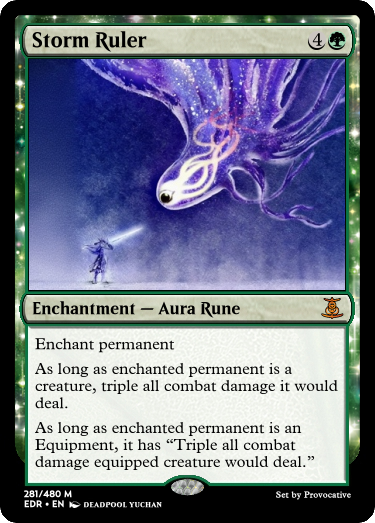 Storm Ruler 4
Enchantment — Aura Rune
Enchant permanent
As long as enchanted permanent is a
creature, triple all combat damage it would
deal.
As long as enchanted permanent is an
Equipment, it has “Triple all combat
damage equipped creature would deal.”
281/480 M
EDR • EN DEADPOOL YUCHAN
Set by Provocative